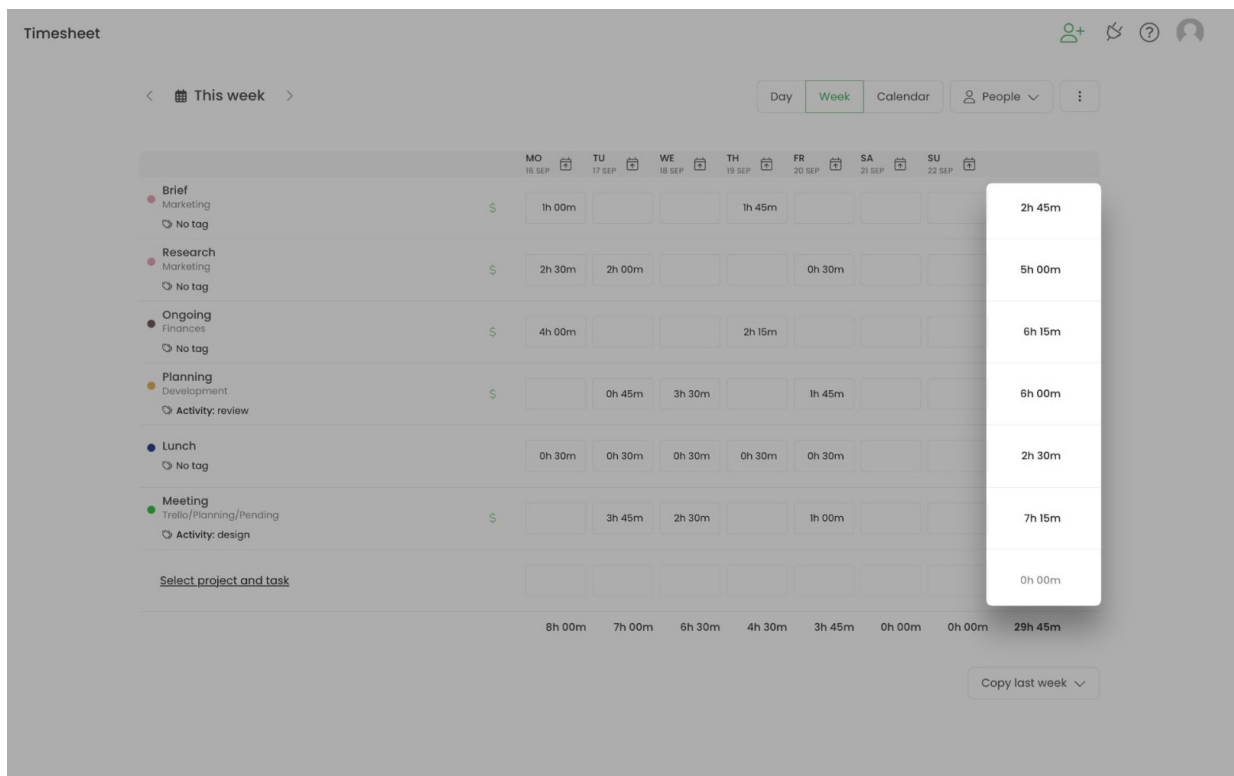 Timesheet
This week
Day Week Calendar People
MO TU WE TH FR SA SU
16 SEP 17 SEP 18 SEP 19 SEP 20 SEP 21 SEP 22 SEP
Brief
Marketing
No tag
$ 1h 00m 1h 45m 2h 45m
Research
Marketing
No tag
$ 2h 30m 2h 00m 0h 30m 5h 00m
Ongoing
Finances
No tag
$ 4h 00m 2h 15m 6h 15m
Planning
Development
Activity: review
$ 0h 45m 3h 30m 1h 45m 6h 00m
Lunch
No tag
0h 30m 0h 30m 0h 30m 0h 30m 0h 30m 2h 30m
Meeting
Trello/Planning/Pending
Activity: design
$ 3h 45m 2h 30m 1h 00m 7h 15m
Select project and task 0h 00m
8h 00m 7h 00m 6h 30m 4h 30m 3h 45m 0h 00m 0h 00m 29h 45m
Copy last week